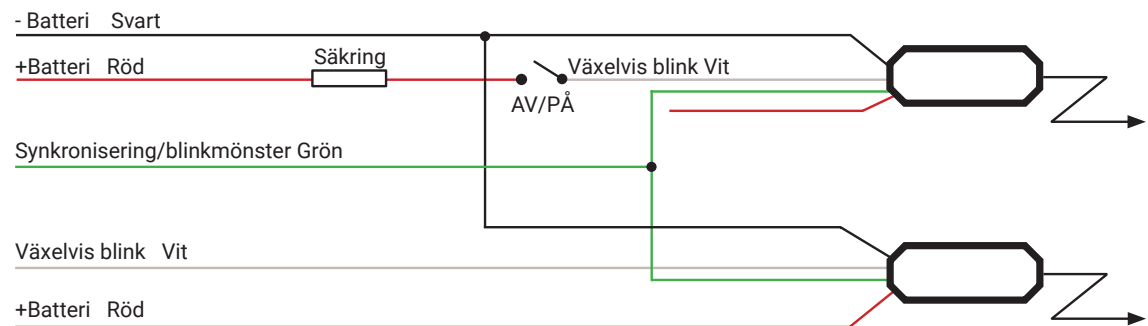 - Batteri Svart
+Batteri Röd
Säkring
Växelvis blink Vit
AV/PÅ
Synkronisering/blinkmönster Grön
Växelvis blink Vit
+Batteri Röd